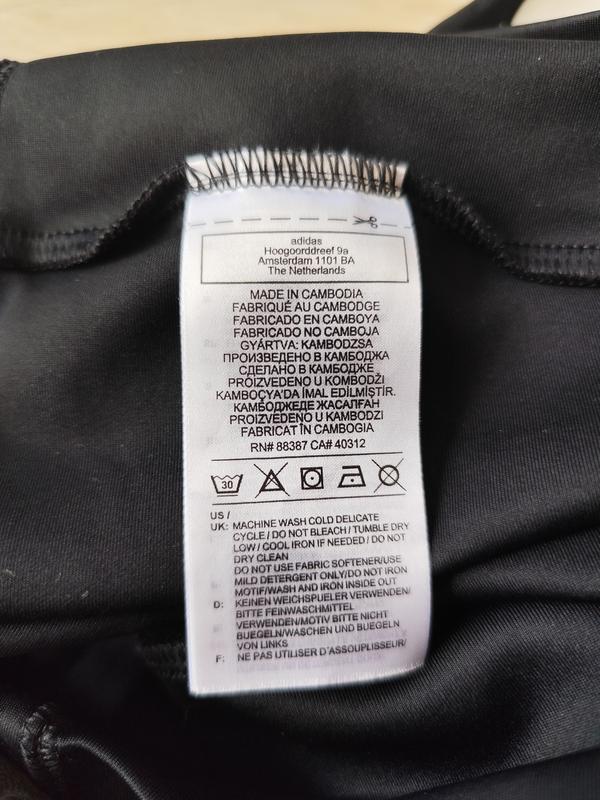 adidas
Hoogoorddreef 9a
Amsterdam 1101 BA
The Netherlands
MADE IN CAMBODIA
FABRIQUÉ AU CAMBODGE
FABRICADO EN CAMBOYA
FABRICADO NO CAMBOJA
GYÁRTVA: KAMBODZSA
ПРОИЗВЕДЕНО В КАМБОДЖА
СДЕЛАНО В КАМБОДЖЕ
PROIZVEDENO U KOMBODŽI
KAMBOÇYA'DA İMAL EDİLMİŞTİR.
КАМБОДЖЕДЕ ЖАСАЛҒАН
PROIZVEDENO U KAMBODZI
FABRICAT ÎN CAMBOGIA
RN# 88387 CA# 40312
30
US /
UK: MACHINE WASH COLD DELICATE
CYCLE / DO NOT BLEACH / TUMBLE DRY
LOW / COOL IRON IF NEEDED / DO NOT
DRY CLEAN
DO NOT USE FABRIC SOFTENER/USE
MILD DETERGENT ONLY/DO NOT IRON
MOTIF/WASH AND IRON INSIDE OUT
D: KEINEN WEICHSPUELER VERWENDEN/
BITTE FEINWASCHMITTEL
VERWENDEN/MOTIV BITTE NICHT
BUEGELN/WASCHEN UND BUEGELN
VON LINKS
F: NE PAS UTILISER D'ASSOUPLISSEUR/